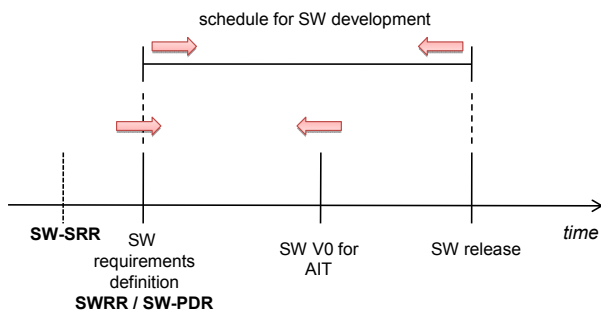 schedule for SW development
time
SW-SRR
SW
requirements
definition
SWRR / SW-PDR
SW V0 for
AIT
SW release